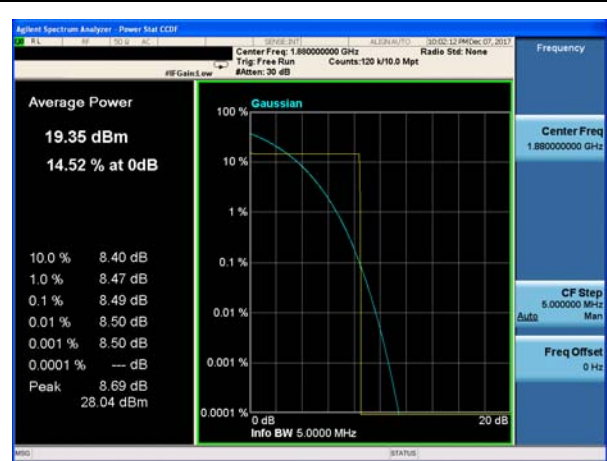 Agilent Spectrum Analyzer - Power Stat CCDF
RL RF 50 Ω AC SENSE:INT ALIGN AUTO 10:02:12 PM Dec 07, 2017
Center Freq: 1.880000000 GHz Radio Std: None
Trig: Free Run Counts:120 k/10.0 Mpt
#IFGain:Low #Atten: 30 dB
Frequency
Average Power
19.35 dBm
14.52 % at 0dB
10.0 % 8.40 dB
1.0 % 8.47 dB
0.1 % 8.49 dB
0.01 % 8.50 dB
0.001 % 8.50 dB
0.0001 % --- dB
Peak 8.69 dB
28.04 dBm
100 % Gaussian
10 %
1 %
0.1 %
0.01 %
0.001 %
0.0001 %
0 dB 20 dB
Info BW 5.0000 MHz
Center Freq
1.880000000 GHz
CF Step
5.000000 MHz
Auto Man
Freq Offset
0 Hz
MSG STATUS